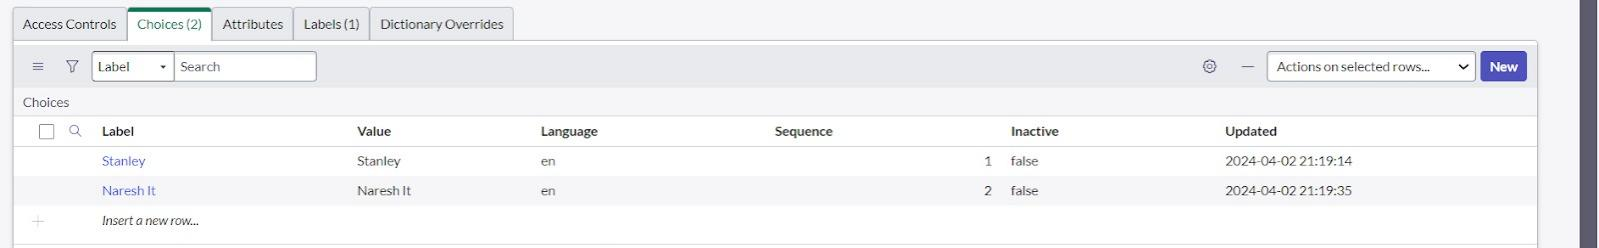 Access Controls Choices (2) Attributes Labels (1) Dictionary Overrides
Label Search Actions on selected rows... New
Choices
Label Value Language Sequence Inactive Updated
Stanley Stanley en 1 false 2024-04-02 21:19:14
Naresh It Naresh It en 2 false 2024-04-02 21:19:35
Insert a new row...